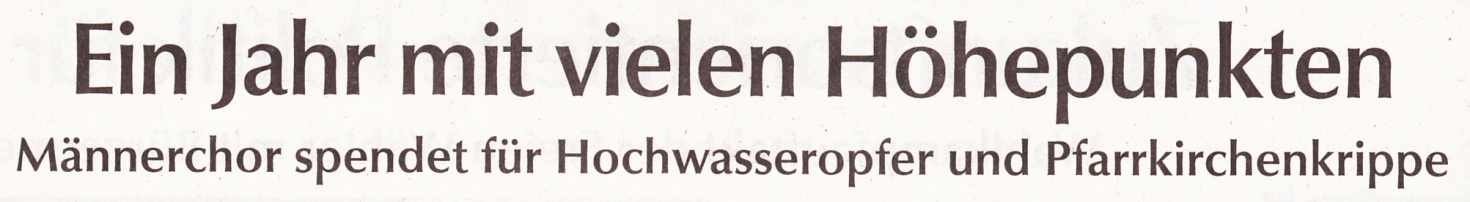 Ein Jahr mit vielen Höhepunkten
Männerchor spendet für Hochwasseropfer und Pfarrkirchenkrippe